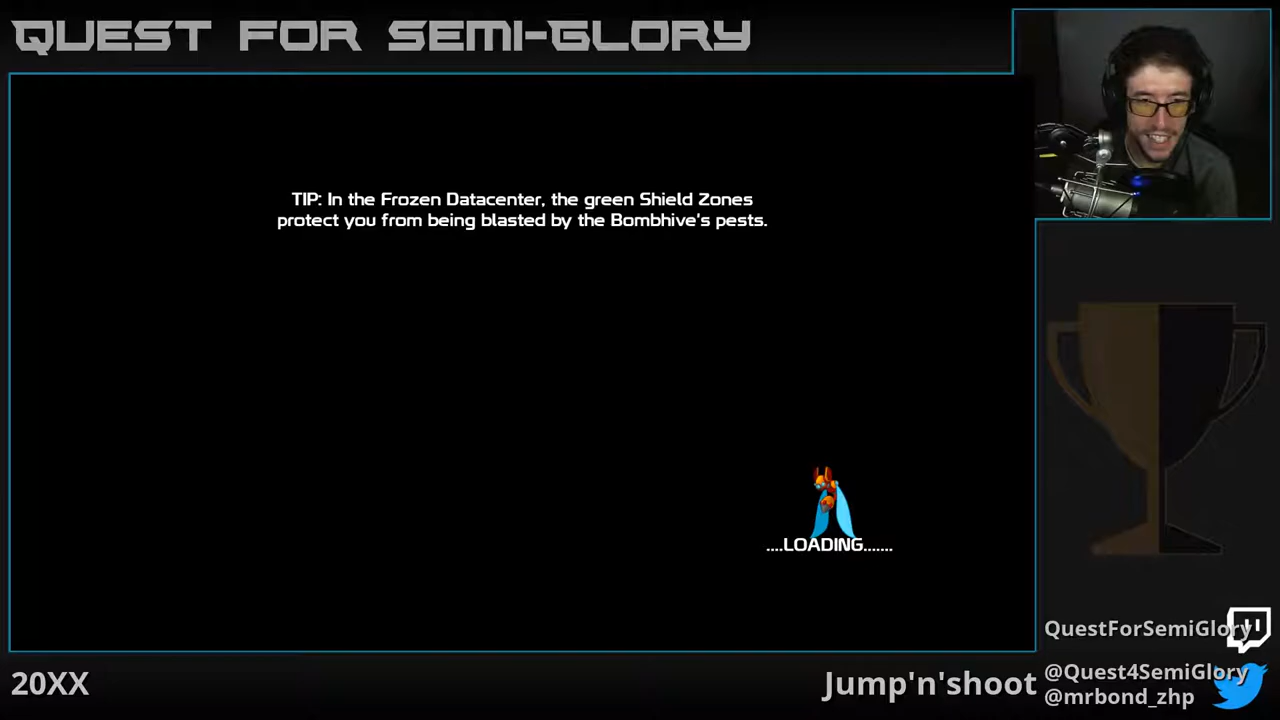 QUEST FOR SEMI-GLORY
TIP: In the Frozen Datacenter, the green Shield Zones
protect you from being blasted by the Bombhive's pests.
....LOADING.......
QuestForSemiGlory
@Quest4SemiGlory
@mrbond_zhp
20XX
Jump'n'shoot